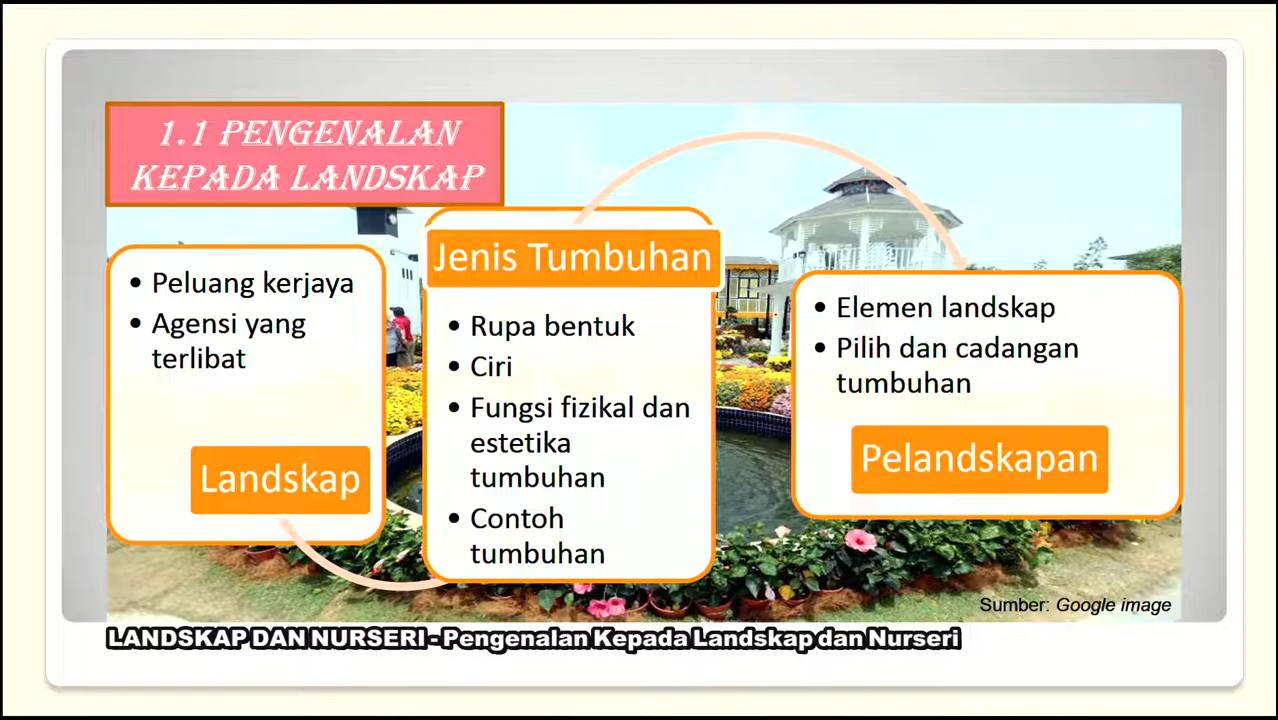 1.1 PENGENALAN
KEPADA LANDSKAP
• Peluang kerjaya
• Agensi yang
terlibat
Landskap
Jenis Tumbuhan
• Rupa bentuk
• Ciri
• Fungsi fizikal dan
estetika
tumbuhan
• Contoh
tumbuhan
• Elemen landskap
• Pilih dan cadangan
tumbuhan
Pelandskapan
Sumber: Google image
LANDSKAP DAN NURSERI - Pengenalan Kepada Landskap dan Nurseri